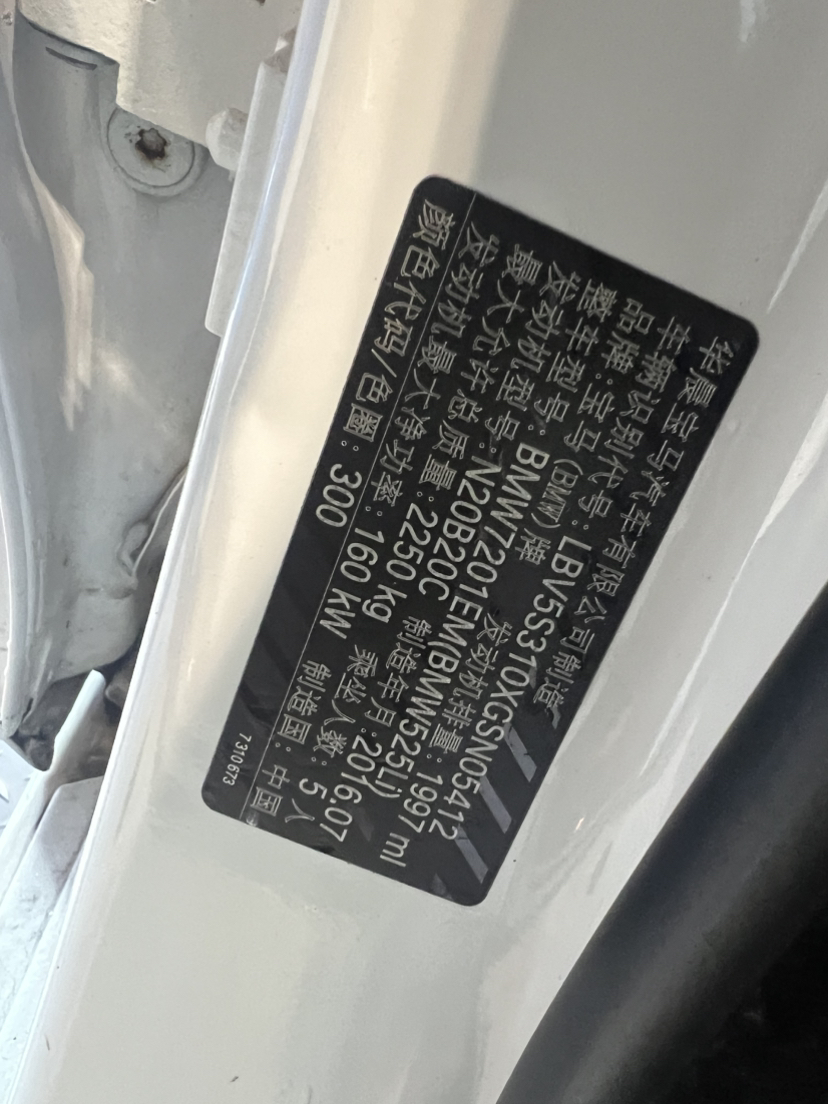 华晨宝马汽车有限公司制造
车辆识别代号：LBV5S310XGSN05412
品牌：宝马（BMW）牌 发动机排量：1997 ml
整车型号：BMW7201EM(BMW525Li)
发动机型号：N20B20C 制造年月：2016.07
最大允许总质量：2250 kg 乘坐人数：5 人
发动机最大净功率：160 kW 制造国：中国
颜色代码/色圈：300
7310673